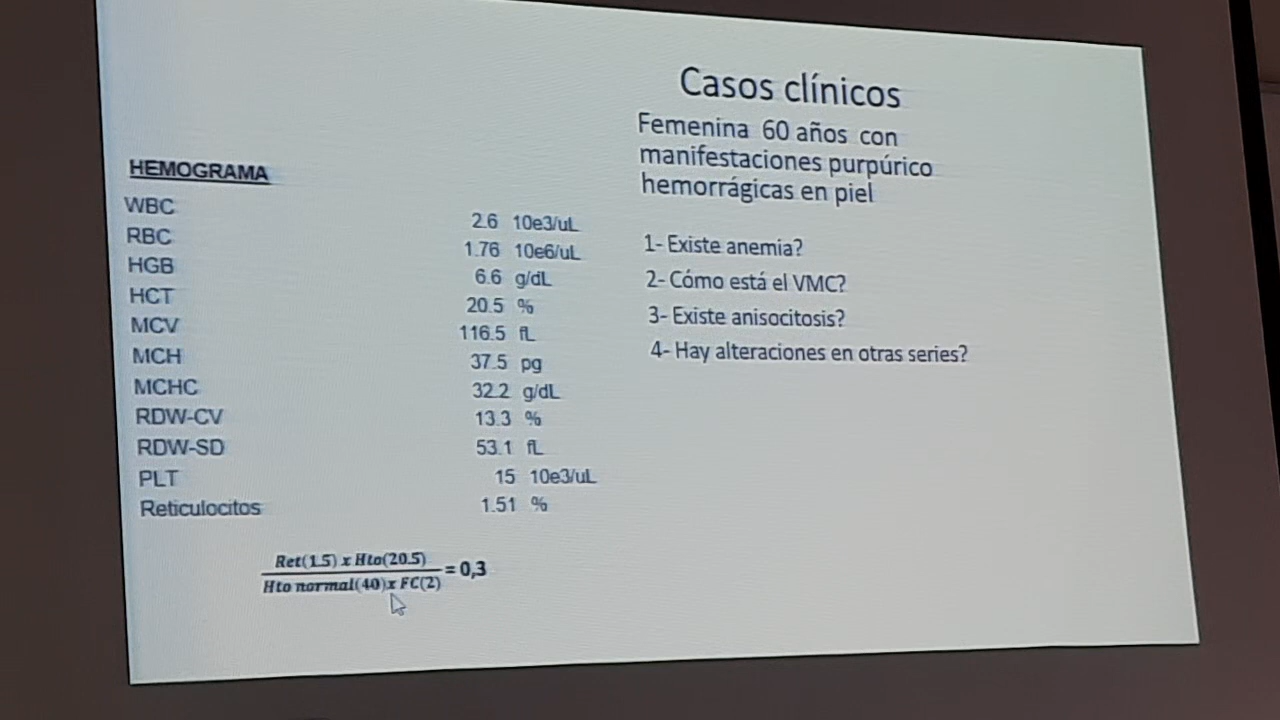 Casos clínicos
Femenina 60 años con
manifestaciones purpúrico
hemorrágicas en piel
1- Existe anemia?
2- Cómo está el VMC?
3- Existe anisocitosis?
4- Hay alteraciones en otras series?
HEMOGRAMA
WBC 2.6 10e3/uL
RBC 1.76 10e6/uL
HGB 6.6 g/dL
HCT 20.5 %
MCV 116.5 fL
MCH 37.5 pg
MCHC 32.2 g/dL
RDW-CV 13.3 %
RDW-SD 53.1 fL
PLT 15 10e3/uL
Reticulocitos 1.51 %
Ret(1.5) x Hto(20.5)
Hto normal(40)x FC(2)
= 0,3